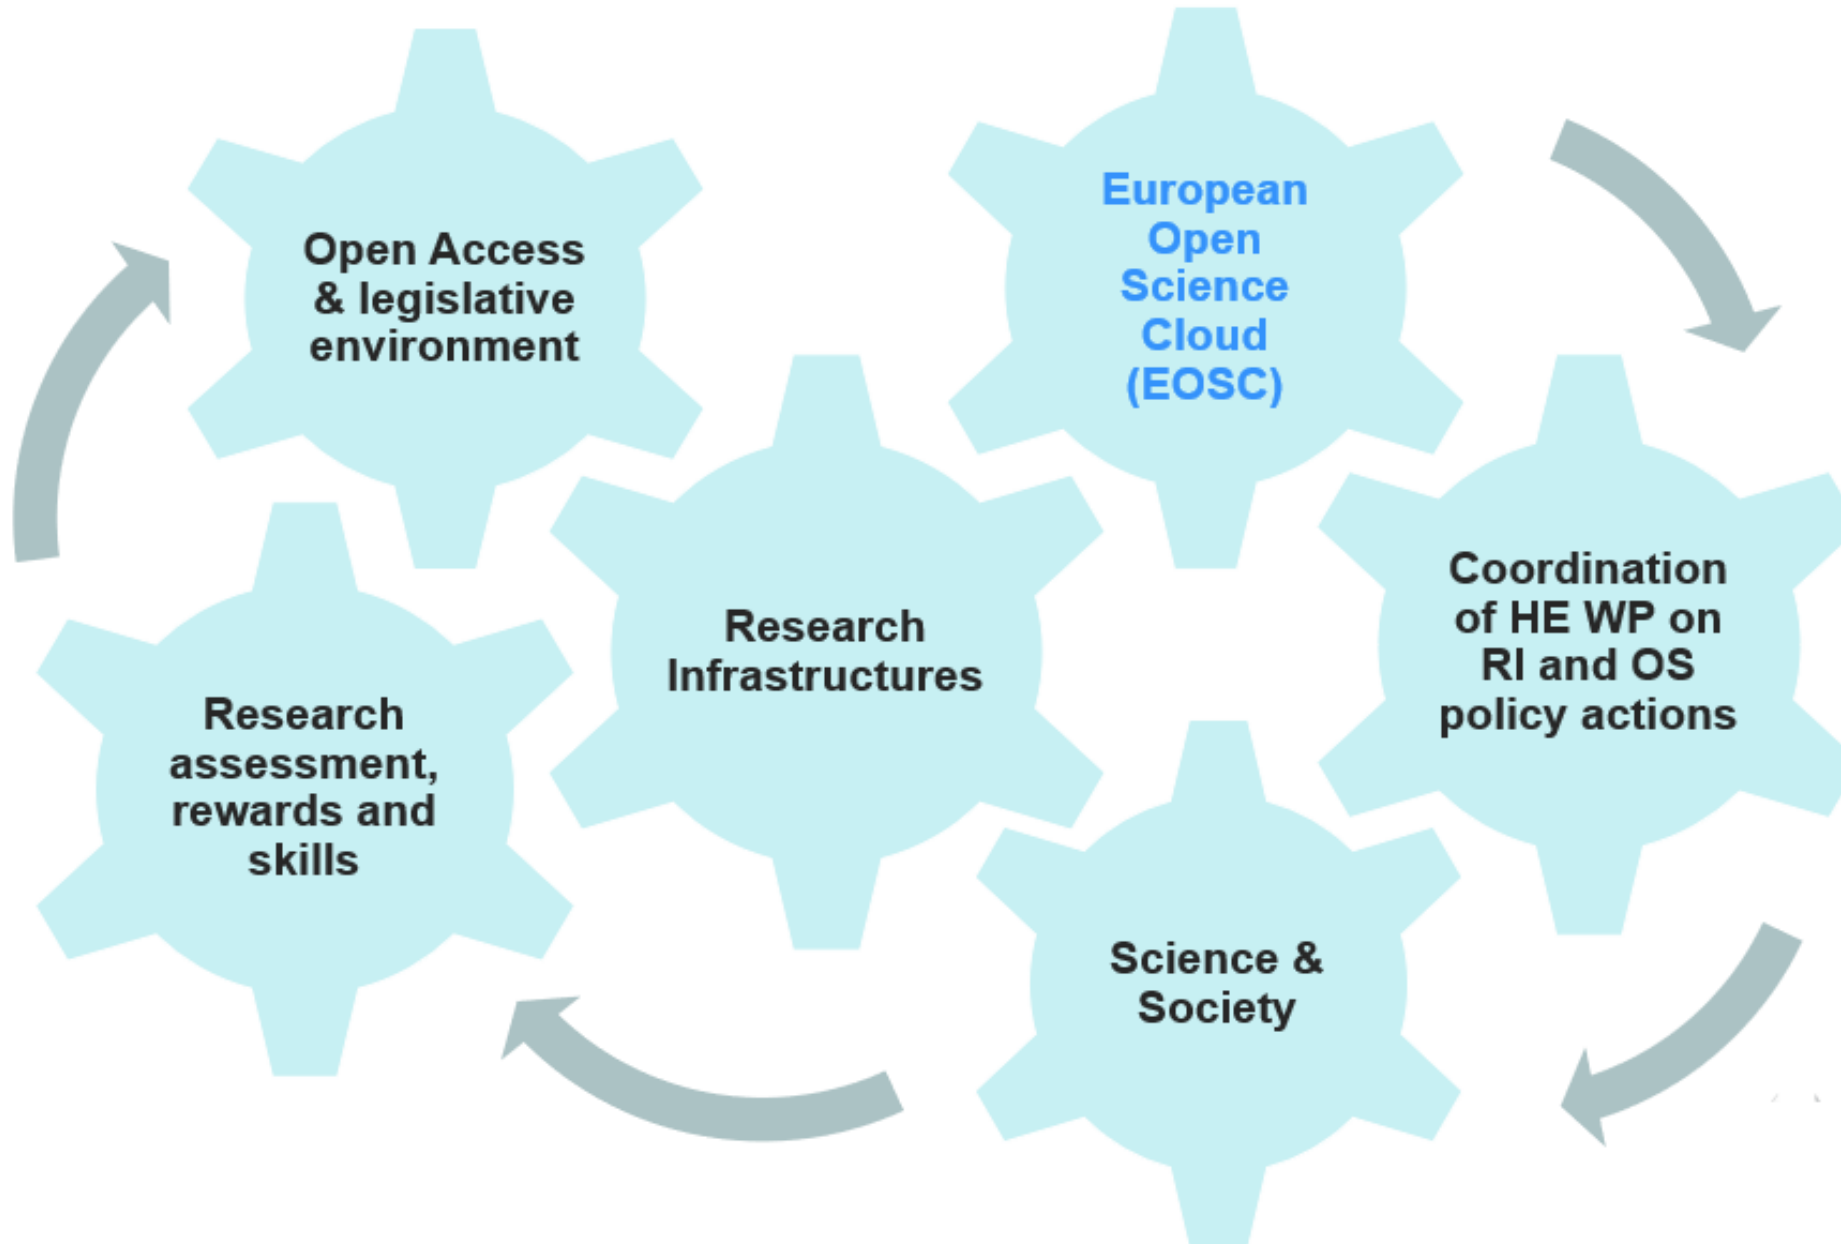 Open Access
& legislative
environment
European
Open
Science
Cloud
(EOSC)
Research
Infrastructures
Coordination
of HE WP on
RI and OS
policy actions
Research
assessment,
rewards and
skills
Science &
Society